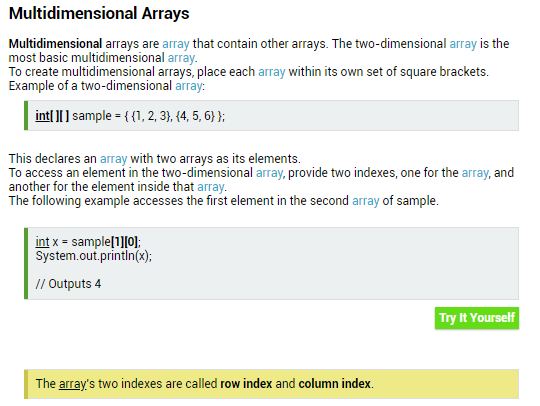 Multidimensional Arrays
Multidimensional arrays are array that contain other arrays. The two-dimensional array is the
most basic multidimensional array.
To create multidimensional arrays, place each array within its own set of square brackets.
Example of a two-dimensional array:
int[ ][ ] sample = { {1, 2, 3}, {4, 5, 6} };
This declares an array with two arrays as its elements.
To access an element in the two-dimensional array, provide two indexes, one for the array, and
another for the element inside that array.
The following example accesses the first element in the second array of sample.
int x = sample[1][0];
System.out.println(x);
// Outputs 4
Try It Yourself
The array's two indexes are called row index and column index.